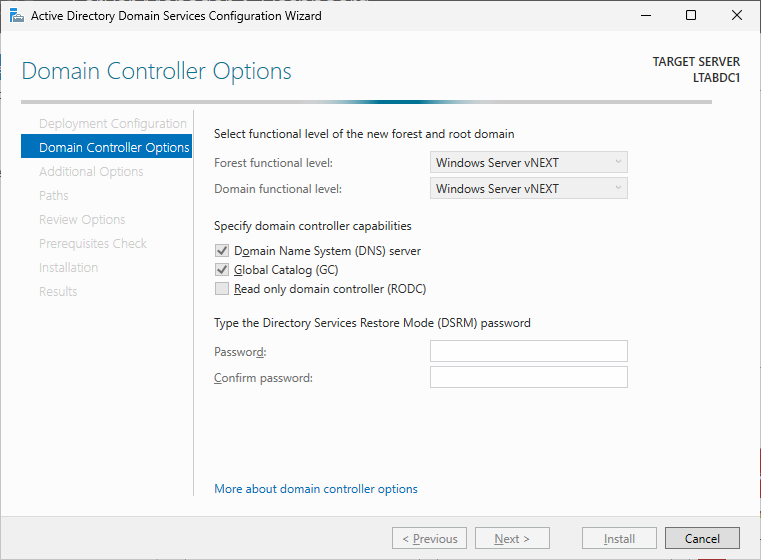 Active Directory Domain Services Configuration Wizard
Domain Controller Options
TARGET SERVER
LTABDC1
Deployment Configuration
Domain Controller Options
Additional Options
Paths
Review Options
Prerequisites Check
Installation
Results
Select functional level of the new forest and root domain
Forest functional level:
Windows Server vNEXT
Domain functional level:
Windows Server vNEXT
Specify domain controller capabilities
Domain Name System (DNS) server
Global Catalog (GC)
Read only domain controller (RODC)
Type the Directory Services Restore Mode (DSRM) password
Password:
Confirm password:
More about domain controller options
< Previous
Next >
Install
Cancel